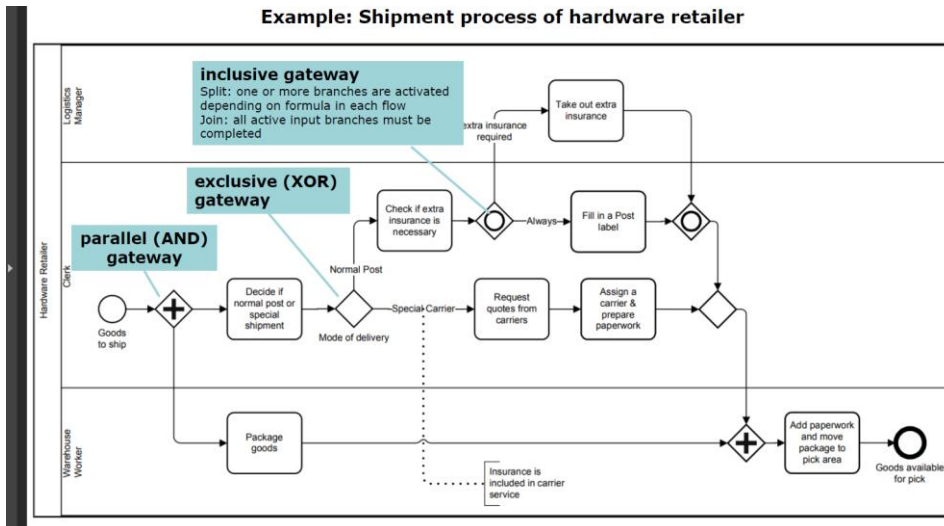 Example: Shipment process of hardware retailer
Hardware Retailer
Logistics
Manager
inclusive gateway
Split: one or more branches are activated
depending on formula in each flow
Join: all active input branches must be
completed
extra insurance
required
Take out extra
insurance
Clerk
exclusive (XOR)
gateway
parallel (AND)
gateway
Check if extra
insurance is
necessary
Always
Fill in a Post
label
Normal Post
Goods
to ship
Decide if
normal post or
special
shipment
Mode of delivery
Special Carrier
Request
quotes from
carriers
Assign a
carrier &
prepare
paperwork
Warehouse
Worker
Package
goods
Insurance is
included in carrier
service
Add paperwork
and move
package to
pick area
Goods available
for pick